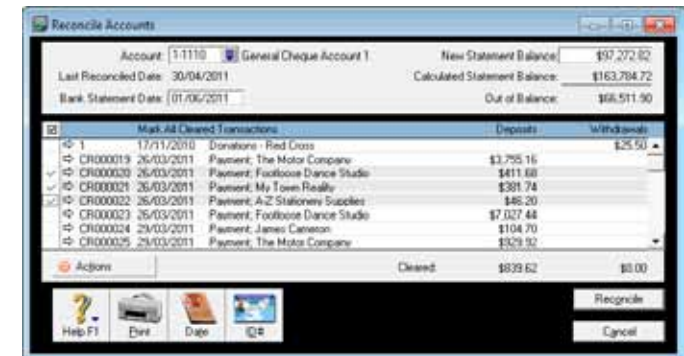 Reconcile Accounts
Account: 1-1110 General Cheque Account 1 New Statement Balance: $97,272.82
Last Reconciled Date: 30/04/2011 Calculated Statement Balance: $163,784.72
Bank Statement Date: 01/06/2011 Out of Balance: $66,511.90
Mark All Cleared Transactions Deposits Withdrawals
1 17/11/2010 Donations - Red Cross $25.50
CR000019 26/03/2011 Payment; The Motor Company $3,755.16
CR000020 26/03/2011 Payment; Footloose Dance Studio $411.68
CR000021 26/03/2011 Payment; My Town Reality $381.74
CR000022 26/03/2011 Payment; A-Z Stationery Supplies $46.20
CR000023 26/03/2011 Payment; Footloose Dance Studio $7,027.44
CR000024 29/03/2011 Payment; James Cameron $104.70
CR000025 29/03/2011 Payment; The Motor Company $929.92
Actions Cleared: $839.62 $0.00
Help F1 Print Date ID# Reconcile
Cancel